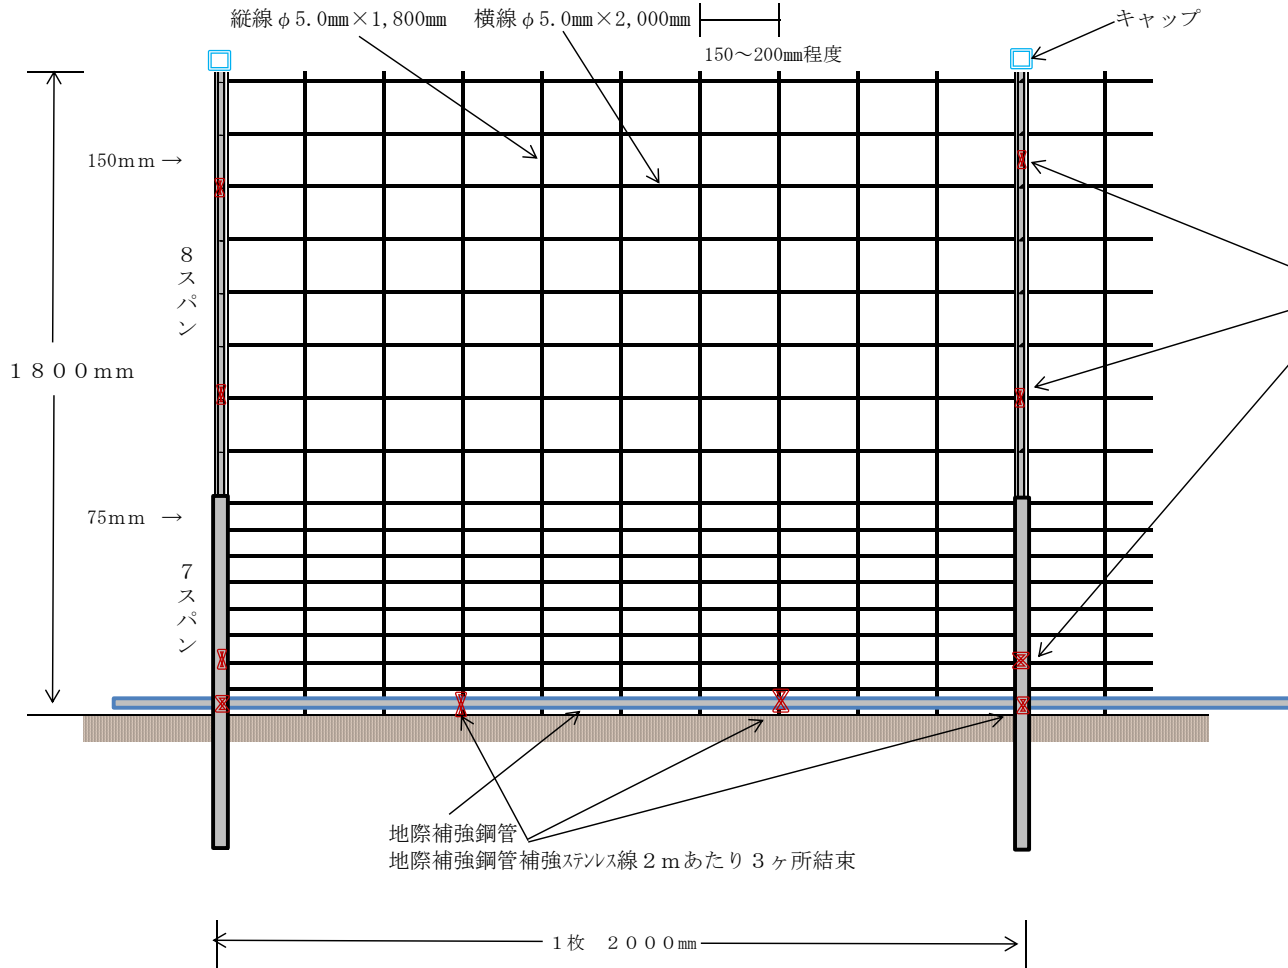 縦線φ5.0㎜×1,800㎜
横線φ5.0㎜×2,000㎜
キャップ
150～200㎜程度
150mm →
8スパン
1800mm
75mm →
7スパン
地際補強鋼管
地際補強鋼管補強ｽﾃﾝﾚｽ線２ｍあたり３ヶ所結束
1枚　２０００㎜